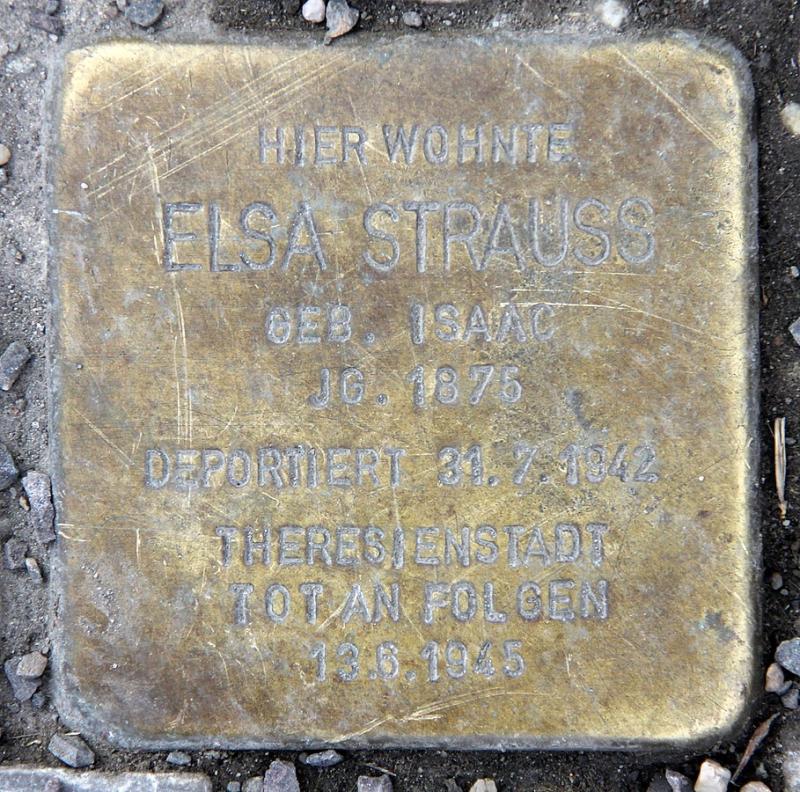 HIER WOHNTE
ELSA STRAUSS
GEB. ISAAC
JG. 1875
DEPORTIERT 31.7.1942
THERESIENSTADT
TOT AN FOLGEN
13.6.1945